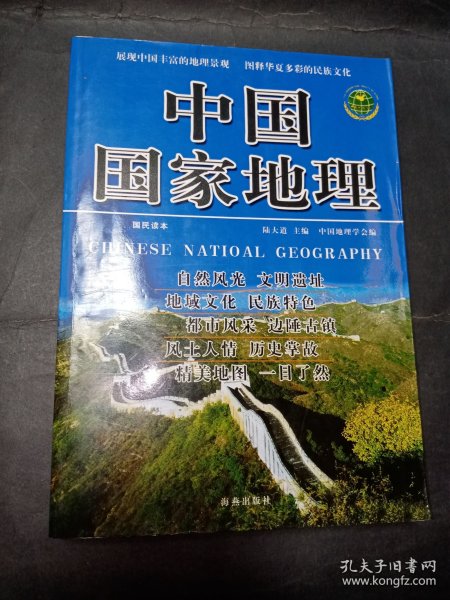 展现中国丰富的地理景观 图释华夏多彩的民族文化
中国
国家地理
国民读本
陆大道 主编 中国地理学会编
CHINESE NATIOAL GEOGRAPHY
自然风光 文明遗址
地域文化 民族特色
都市风采 边陲古镇
风土人情 历史掌故
精美地图 一目了然
海燕出版社
孔夫子旧书网
www.kongfz.com